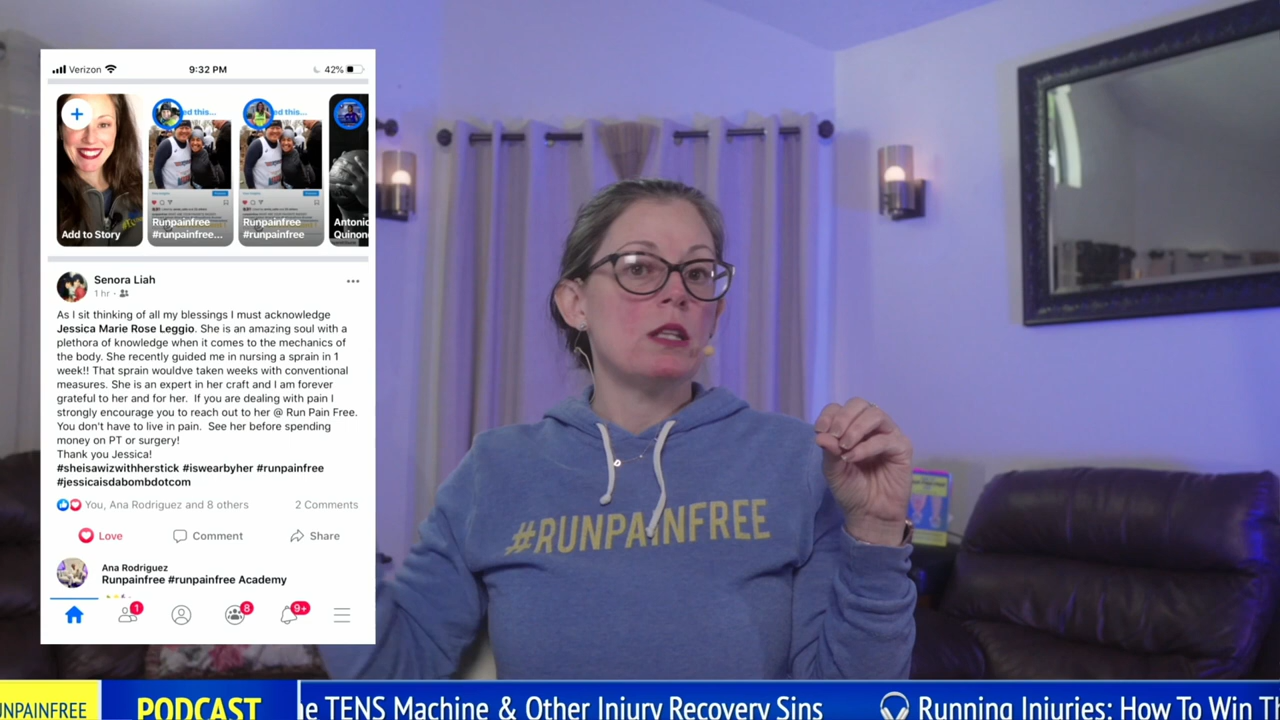 Verizon
9:32 PM
42%
ed this...
ed this...
Add to Story
Runpainfree
#runpainfree...
Runpainfree
#runpainfree
Antonio
Quinon
Senora Liah
1 hr ·
As I sit thinking of all my blessings I must acknowledge
Jessica Marie Rose Leggio. She is an amazing soul with a
plethora of knowledge when it comes to the mechanics of
the body. She recently guided me in nursing a sprain in 1
week!! That sprain wouldve taken weeks with conventional
measures. She is an expert in her craft and I am forever
grateful to her and for her. If you are dealing with pain I
strongly encourage you to reach out to her @ Run Pain Free.
You don't have to live in pain. See her before spending
money on PT or surgery!
Thank you Jessica!
#sheisawizwithherstick #iswearbyher #runpainfree
#jessicaisdabombdotcom
You, Ana Rodriguez and 8 others
2 Comments
Love
Comment
Share
Ana Rodriguez
Runpainfree #runpainfree Academy
1
8
9+
#RUNPAINFREE
UNPAINFREE
PODCAST
e TENS Machine & Other Injury Recovery Sins
Running Injuries: How To Win Th